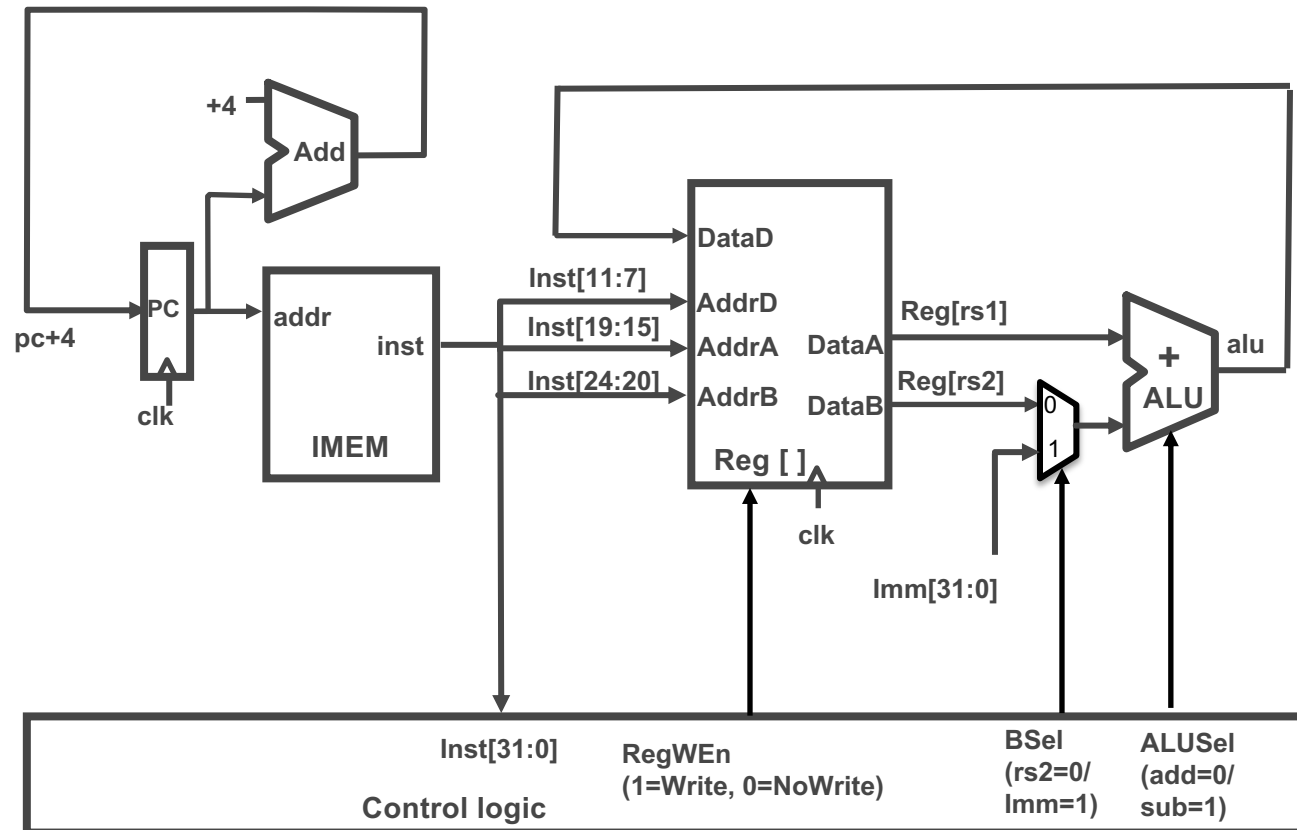 +4
Add
pc+4
PC
clk
addr
inst
IMEM
Inst[11:7]
Inst[19:15]
Inst[24:20]
DataD
AddrD
AddrA
AddrB
DataA
DataB
Reg [ ]
clk
Reg[rs1]
Reg[rs2]
0
1
Imm[31:0]
+
ALU
alu
Inst[31:0]
Control logic
RegWEn
(1=Write, 0=NoWrite)
BSel
(rs2=0/
Imm=1)
ALUSel
(add=0/
sub=1)